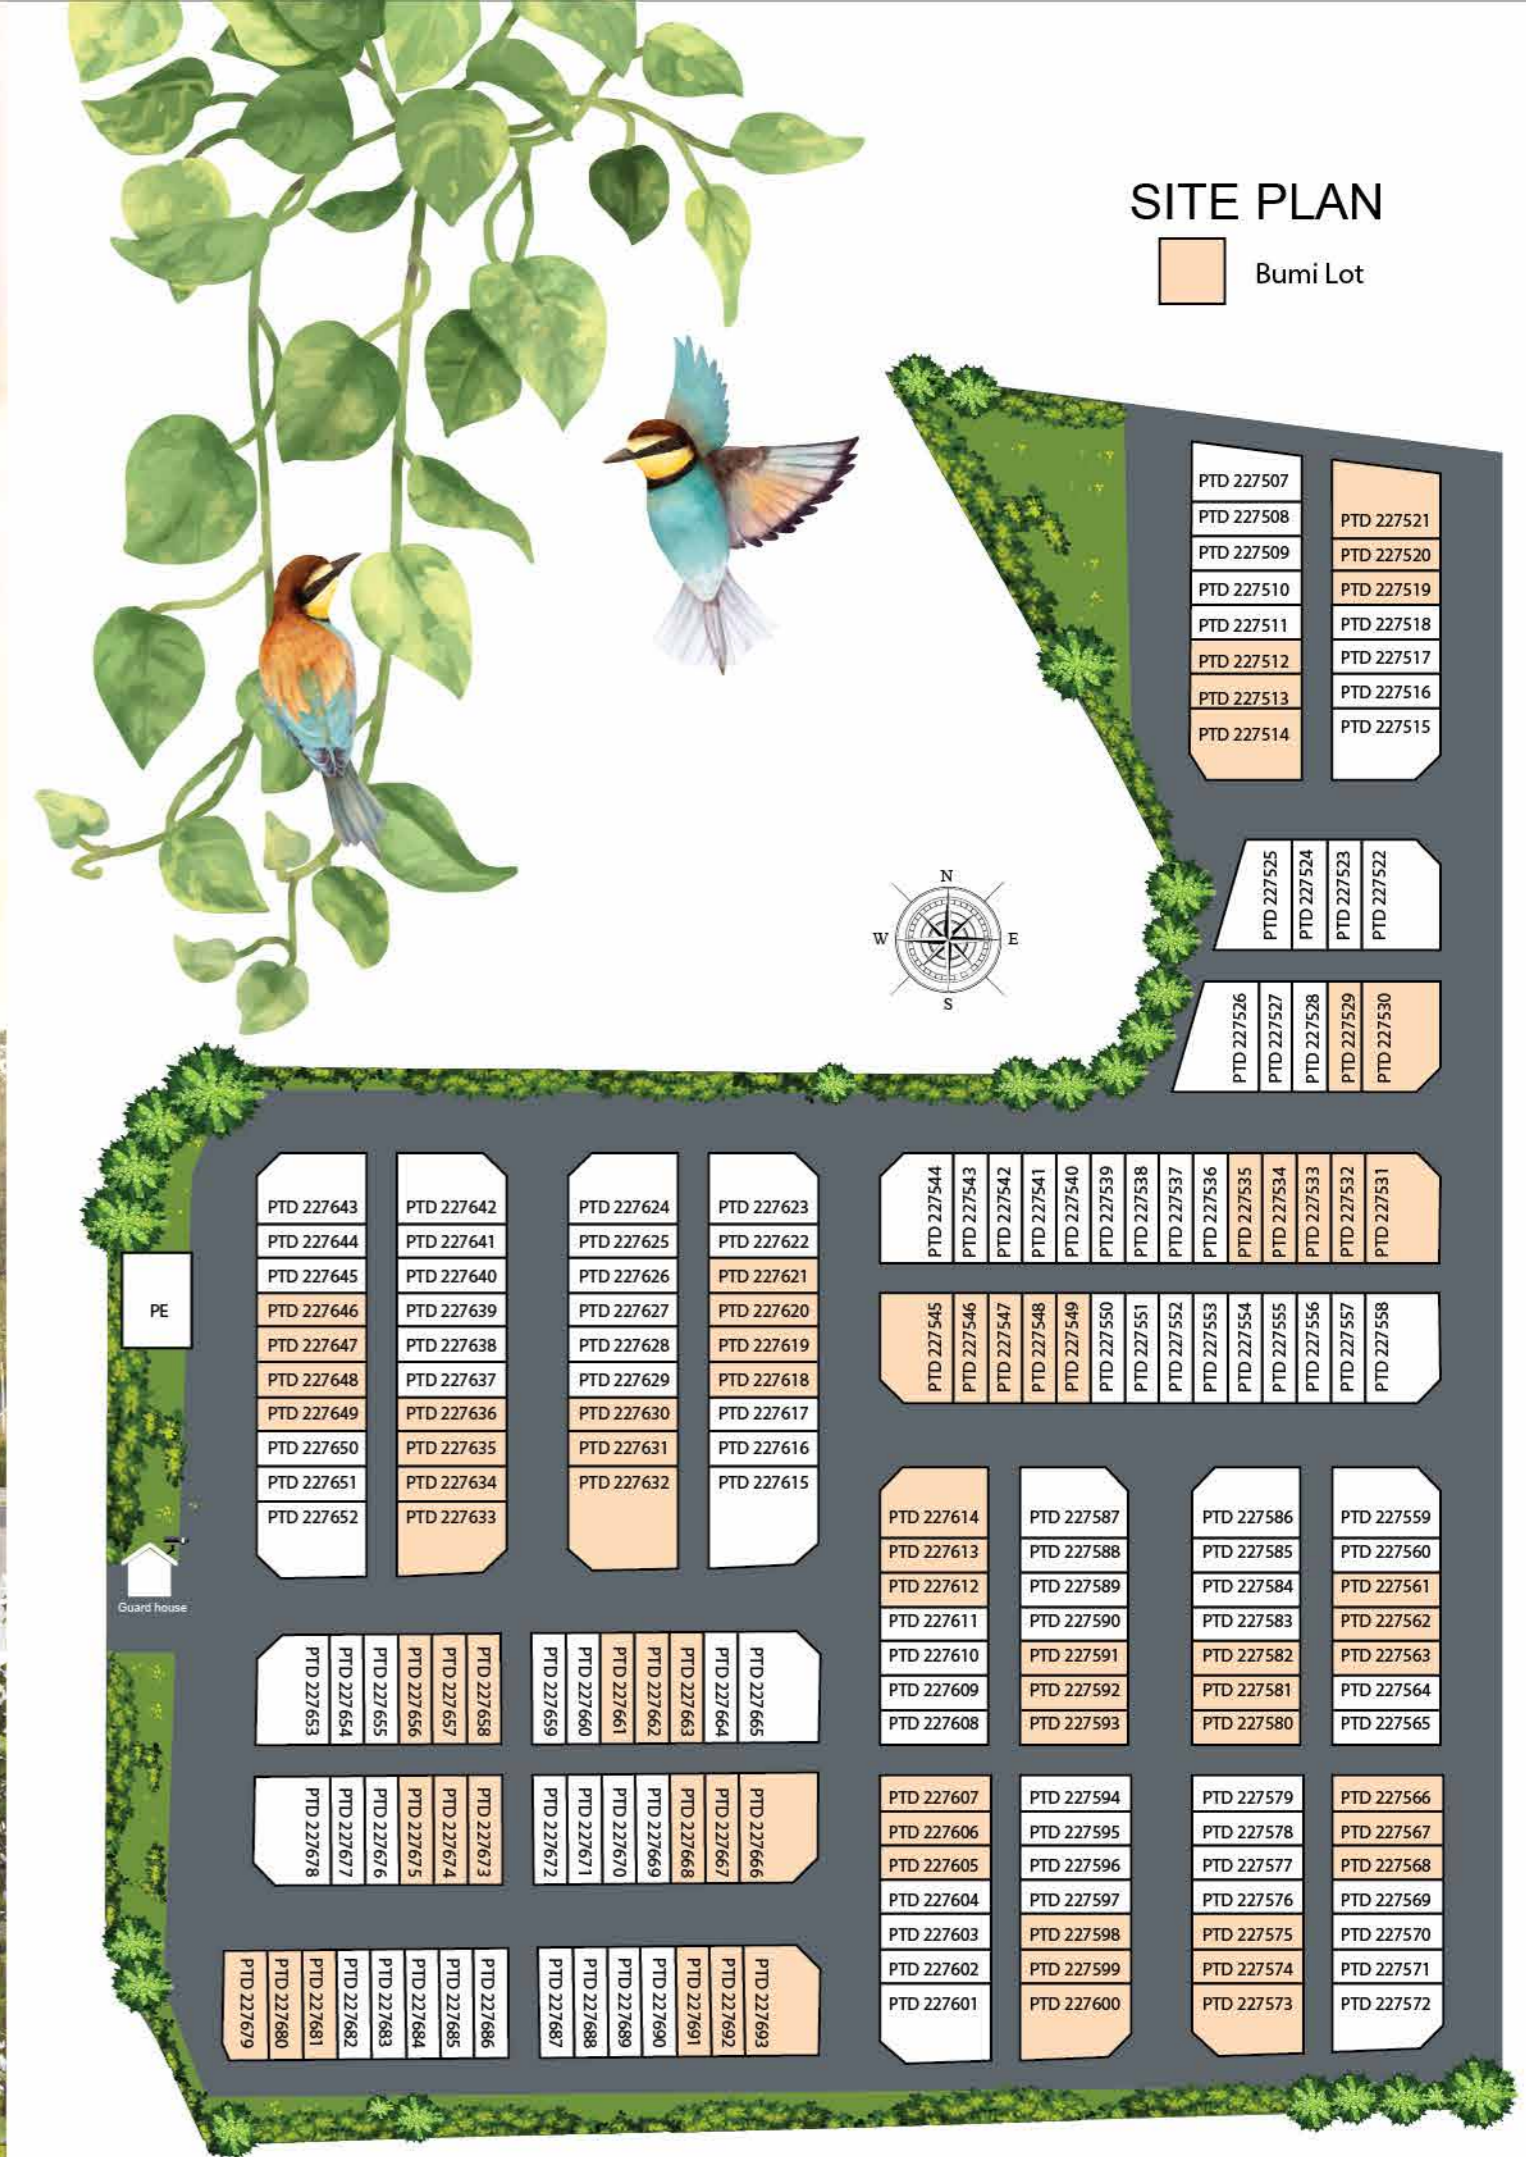 SITE PLAN
Bumi Lot
PTD 227507
PTD 227508
PTD 227509
PTD 227510
PTD 227511
PTD 227512
PTD 227513
PTD 227514
PTD 227521
PTD 227520
PTD 227519
PTD 227518
PTD 227517
PTD 227516
PTD 227515
PTD 227525
PTD 227524
PTD 227523
PTD 227522
N
W
E
S
PTD 227526
PTD 227527
PTD 227528
PTD 227529
PTD 227530
PTD 227544
PTD 227543
PTD 227542
PTD 227541
PTD 227540
PTD 227539
PTD 227538
PTD 227537
PTD 227536
PTD 227535
PTD 227534
PTD 227533
PTD 227532
PTD 227531
PTD 227545
PTD 227546
PTD 227547
PTD 227548
PTD 227549
PTD 227550
PTD 227551
PTD 227552
PTD 227553
PTD 227554
PTD 227555
PTD 227556
PTD 227557
PTD 227558
PE
Guard house
PTD 227643
PTD 227644
PTD 227645
PTD 227646
PTD 227647
PTD 227648
PTD 227649
PTD 227650
PTD 227651
PTD 227652
PTD 227642
PTD 227641
PTD 227640
PTD 227639
PTD 227638
PTD 227637
PTD 227636
PTD 227635
PTD 227634
PTD 227633
PTD 227624
PTD 227625
PTD 227626
PTD 227627
PTD 227628
PTD 227629
PTD 227630
PTD 227631
PTD 227632
PTD 227623
PTD 227622
PTD 227621
PTD 227620
PTD 227619
PTD 227618
PTD 227617
PTD 227616
PTD 227615
PTD 227614
PTD 227613
PTD 227612
PTD 227611
PTD 227610
PTD 227609
PTD 227608
PTD 227587
PTD 227588
PTD 227589
PTD 227590
PTD 227591
PTD 227592
PTD 227593
PTD 227586
PTD 227585
PTD 227584
PTD 227583
PTD 227582
PTD 227581
PTD 227580
PTD 227559
PTD 227560
PTD 227561
PTD 227562
PTD 227563
PTD 227564
PTD 227565
PTD 227653
PTD 227654
PTD 227655
PTD 227656
PTD 227657
PTD 227658
PTD 227659
PTD 227660
PTD 227661
PTD 227662
PTD 227663
PTD 227664
PTD 227665
PTD 227678
PTD 227677
PTD 227676
PTD 227675
PTD 227674
PTD 227673
PTD 227672
PTD 227671
PTD 227670
PTD 227669
PTD 227668
PTD 227667
PTD 227666
PTD 227607
PTD 227606
PTD 227605
PTD 227604
PTD 227603
PTD 227602
PTD 227601
PTD 227594
PTD 227595
PTD 227596
PTD 227597
PTD 227598
PTD 227599
PTD 227600
PTD 227579
PTD 227578
PTD 227577
PTD 227576
PTD 227575
PTD 227574
PTD 227573
PTD 227566
PTD 227567
PTD 227568
PTD 227569
PTD 227570
PTD 227571
PTD 227572
PTD 227679
PTD 227680
PTD 227681
PTD 227682
PTD 227683
PTD 227684
PTD 227685
PTD 227686
PTD 227687
PTD 227688
PTD 227689
PTD 227690
PTD 227691
PTD 227692
PTD 227693